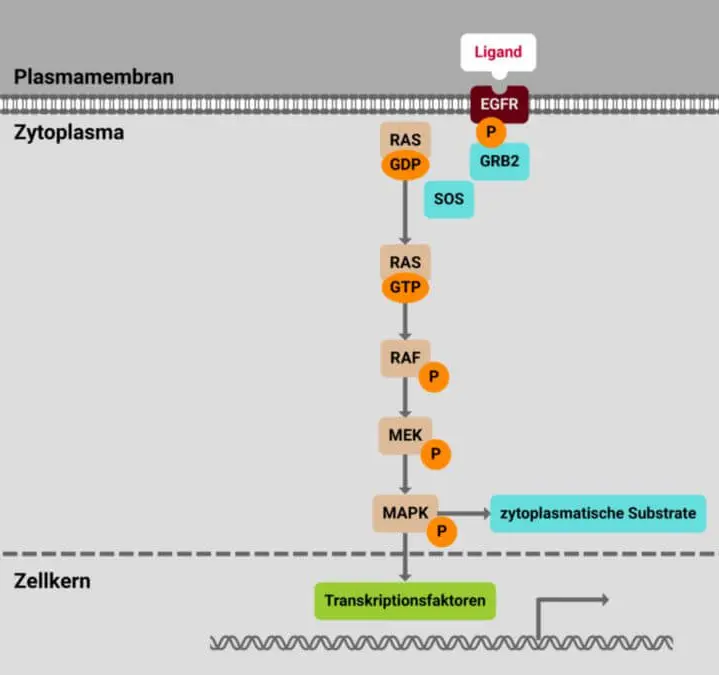 Ligand
Plasmamembran
EGFR
Zytoplasma
P
RAS
GDP
GRB2
SOS
RAS
GTP
RAF
P
MEK
P
MAPK
P
zytoplasmatische Substrate
Zellkern
Transkriptionsfaktoren